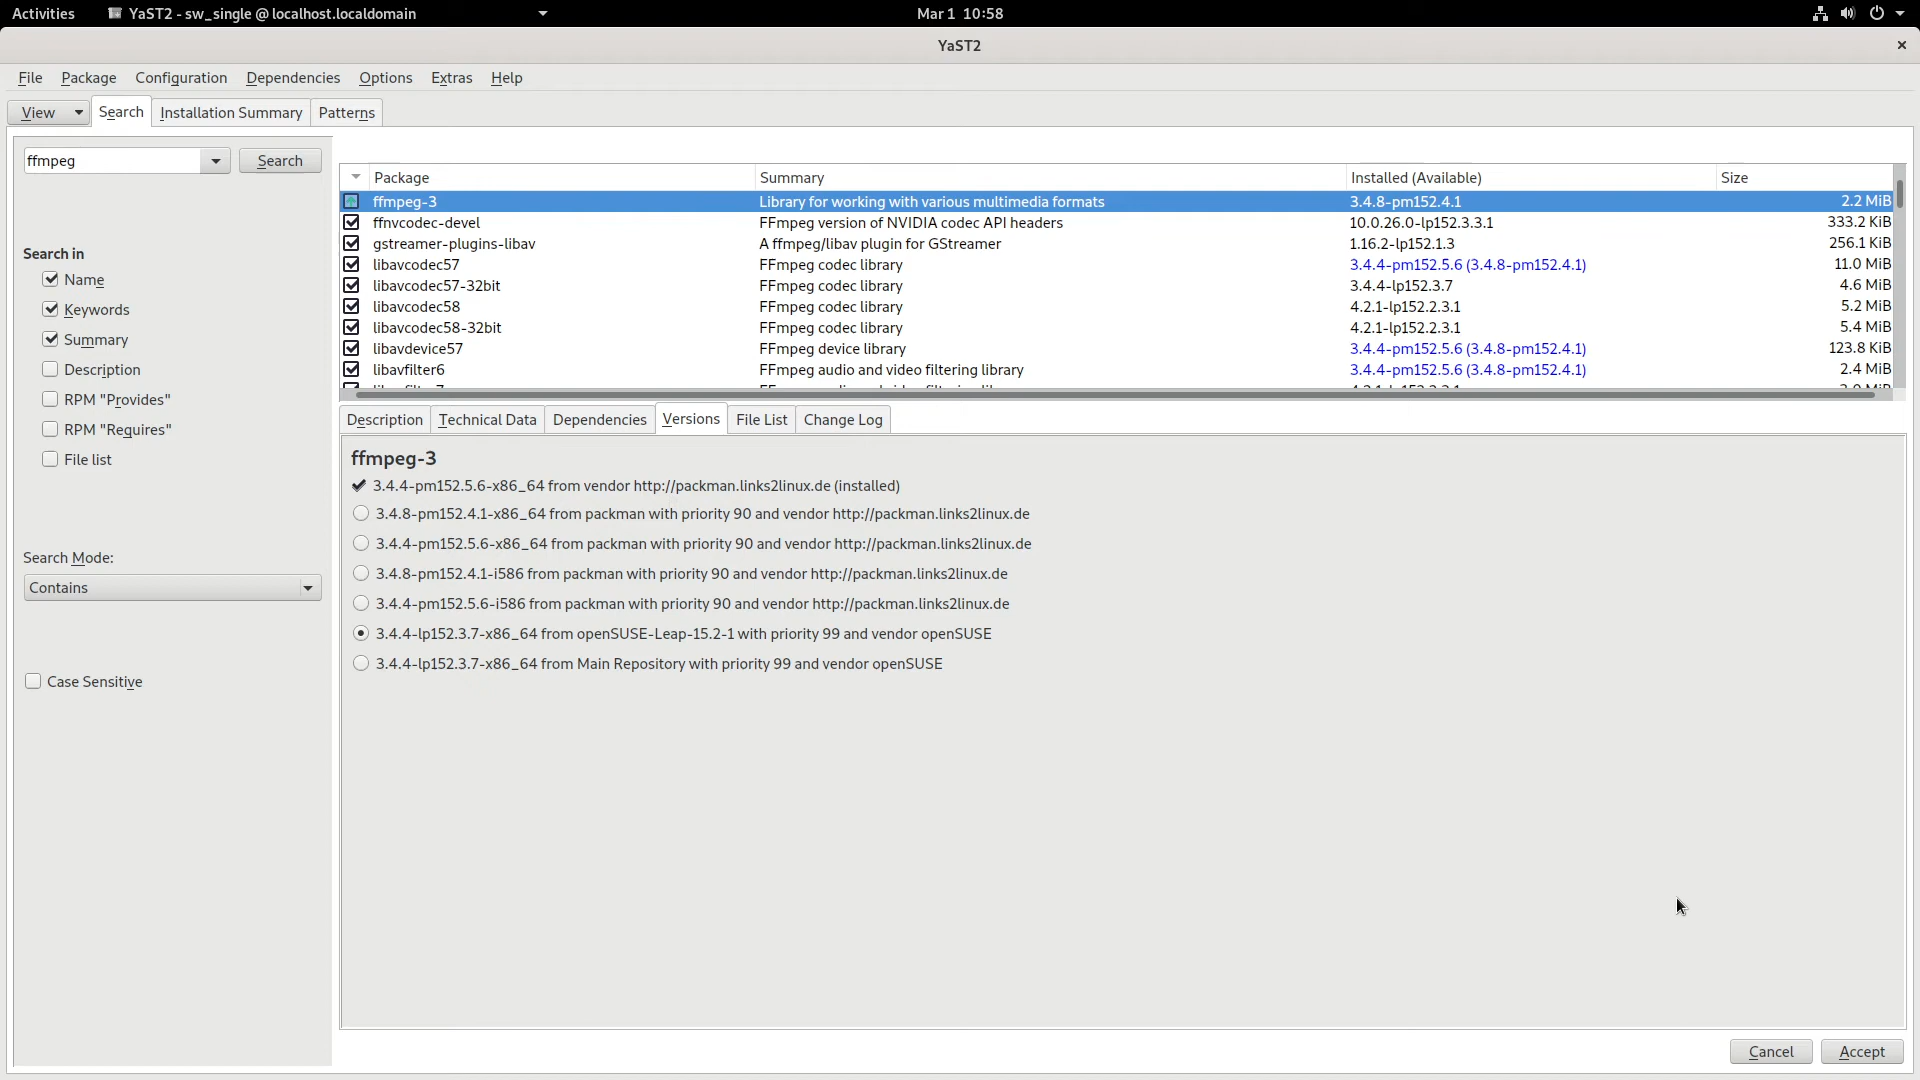 Activities YaST2 - sw_single @ localhost.localdomain Mar 1 10:58
YaST2
File Package Configuration Dependencies Options Extras Help
View Search Installation Summary Patterns
ffmpeg Search
Search in
Name
Keywords
Summary
Description
RPM "Provides"
RPM "Requires"
File list
Search Mode:
Contains
Case Sensitive
Package Summary Installed (Available) Size
ffmpeg-3 Library for working with various multimedia formats 3.4.8-pm152.4.1 2.2 MiB
ffnvcodec-devel FFmpeg version of NVIDIA codec API headers 10.0.26.0-lp152.3.3.1 333.2 KiB
gstreamer-plugins-libav A ffmpeg/libav plugin for GStreamer 1.16.2-lp152.1.3 256.1 KiB
libavcodec57 FFmpeg codec library 3.4.4-pm152.5.6 (3.4.8-pm152.4.1) 11.0 MiB
libavcodec57-32bit FFmpeg codec library 3.4.4-lp152.3.7 4.6 MiB
libavcodec58 FFmpeg codec library 4.2.1-lp152.2.3.1 5.2 MiB
libavcodec58-32bit FFmpeg codec library 4.2.1-lp152.2.3.1 5.4 MiB
libavdevice57 FFmpeg device library 3.4.4-pm152.5.6 (3.4.8-pm152.4.1) 123.8 KiB
libavfilter6 FFmpeg audio and video filtering library 3.4.4-pm152.5.6 (3.4.8-pm152.4.1) 2.4 MiB
Description Technical Data Dependencies Versions File List Change Log
ffmpeg-3
3.4.4-pm152.5.6-x86_64 from vendor http://packman.links2linux.de (installed)
3.4.8-pm152.4.1-x86_64 from packman with priority 90 and vendor http://packman.links2linux.de
3.4.4-pm152.5.6-x86_64 from packman with priority 90 and vendor http://packman.links2linux.de
3.4.8-pm152.4.1-i586 from packman with priority 90 and vendor http://packman.links2linux.de
3.4.4-pm152.5.6-i586 from packman with priority 90 and vendor http://packman.links2linux.de
3.4.4-lp152.3.7-x86_64 from openSUSE-Leap-15.2-1 with priority 99 and vendor openSUSE
3.4.4-lp152.3.7-x86_64 from Main Repository with priority 99 and vendor openSUSE
Cancel Accept